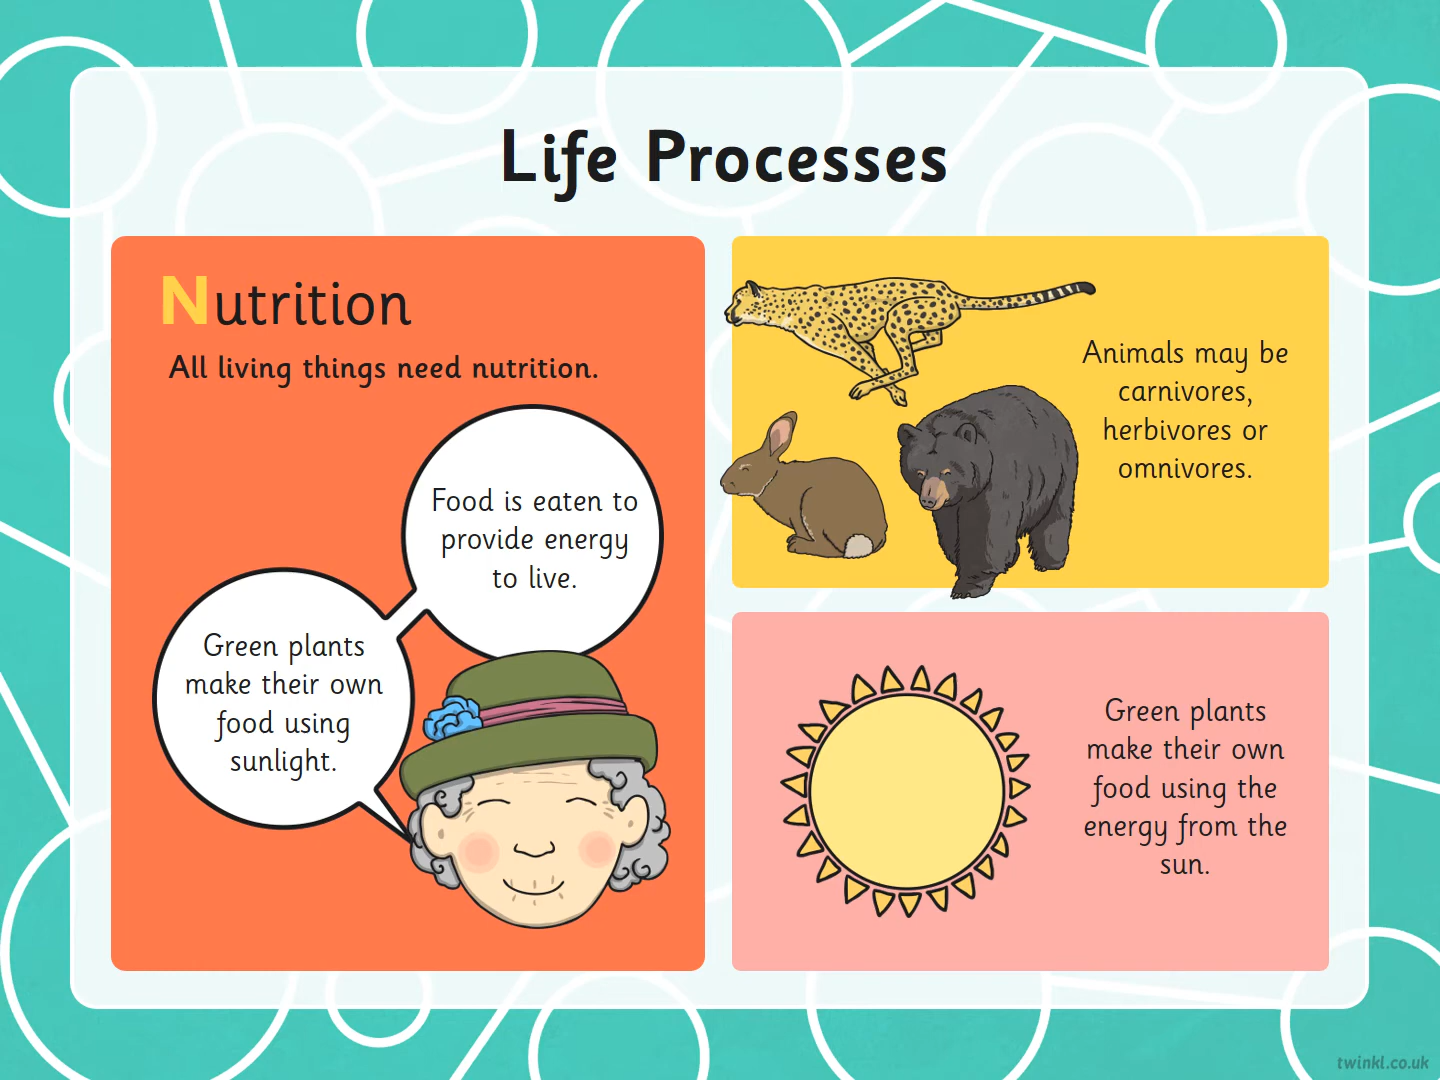 Life Processes
Nutrition
All living things need nutrition.
Food is eaten to
provide energy
to live.
Green plants
make their own
food using
sunlight.
Animals may be
carnivores,
herbivores or
omnivores.
Green plants
make their own
food using the
energy from the
sun.
twinkl.co.uk